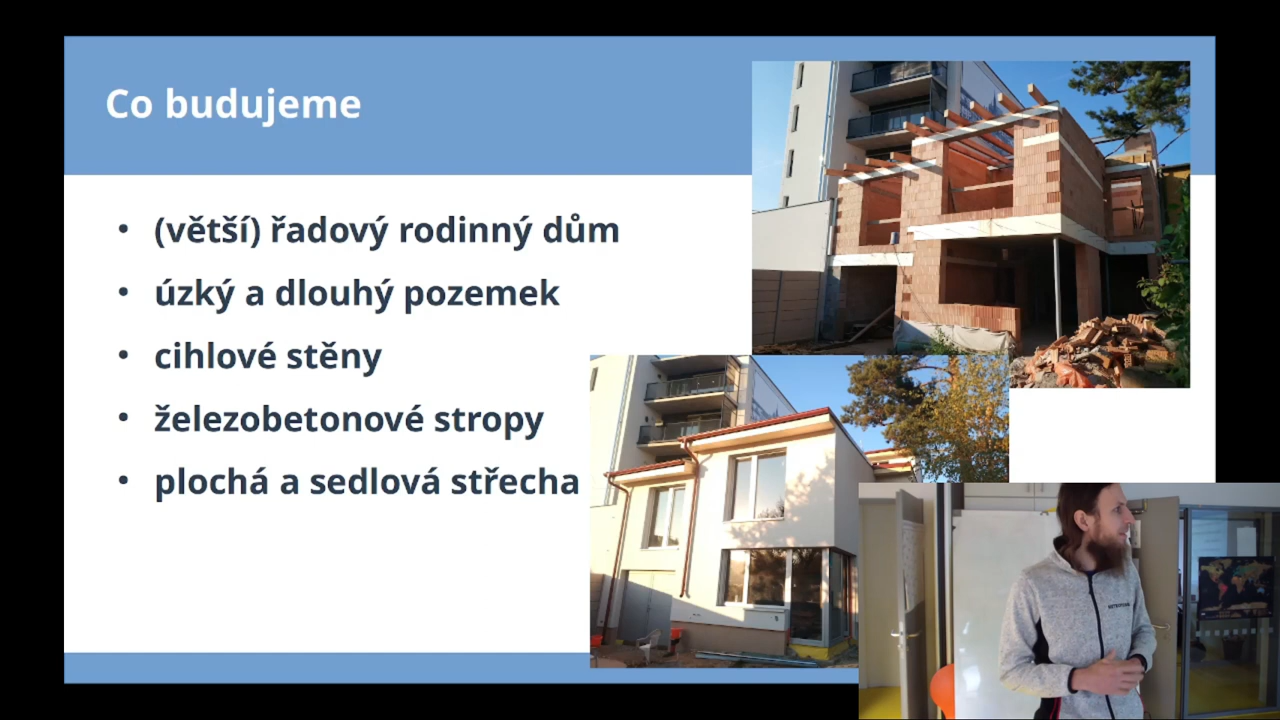 Co budujeme
• (větší) řadový rodinný dům
• úzký a dlouhý pozemek
• cihlové stěny
• železobetonové stropy
• plochá a sedlová střecha